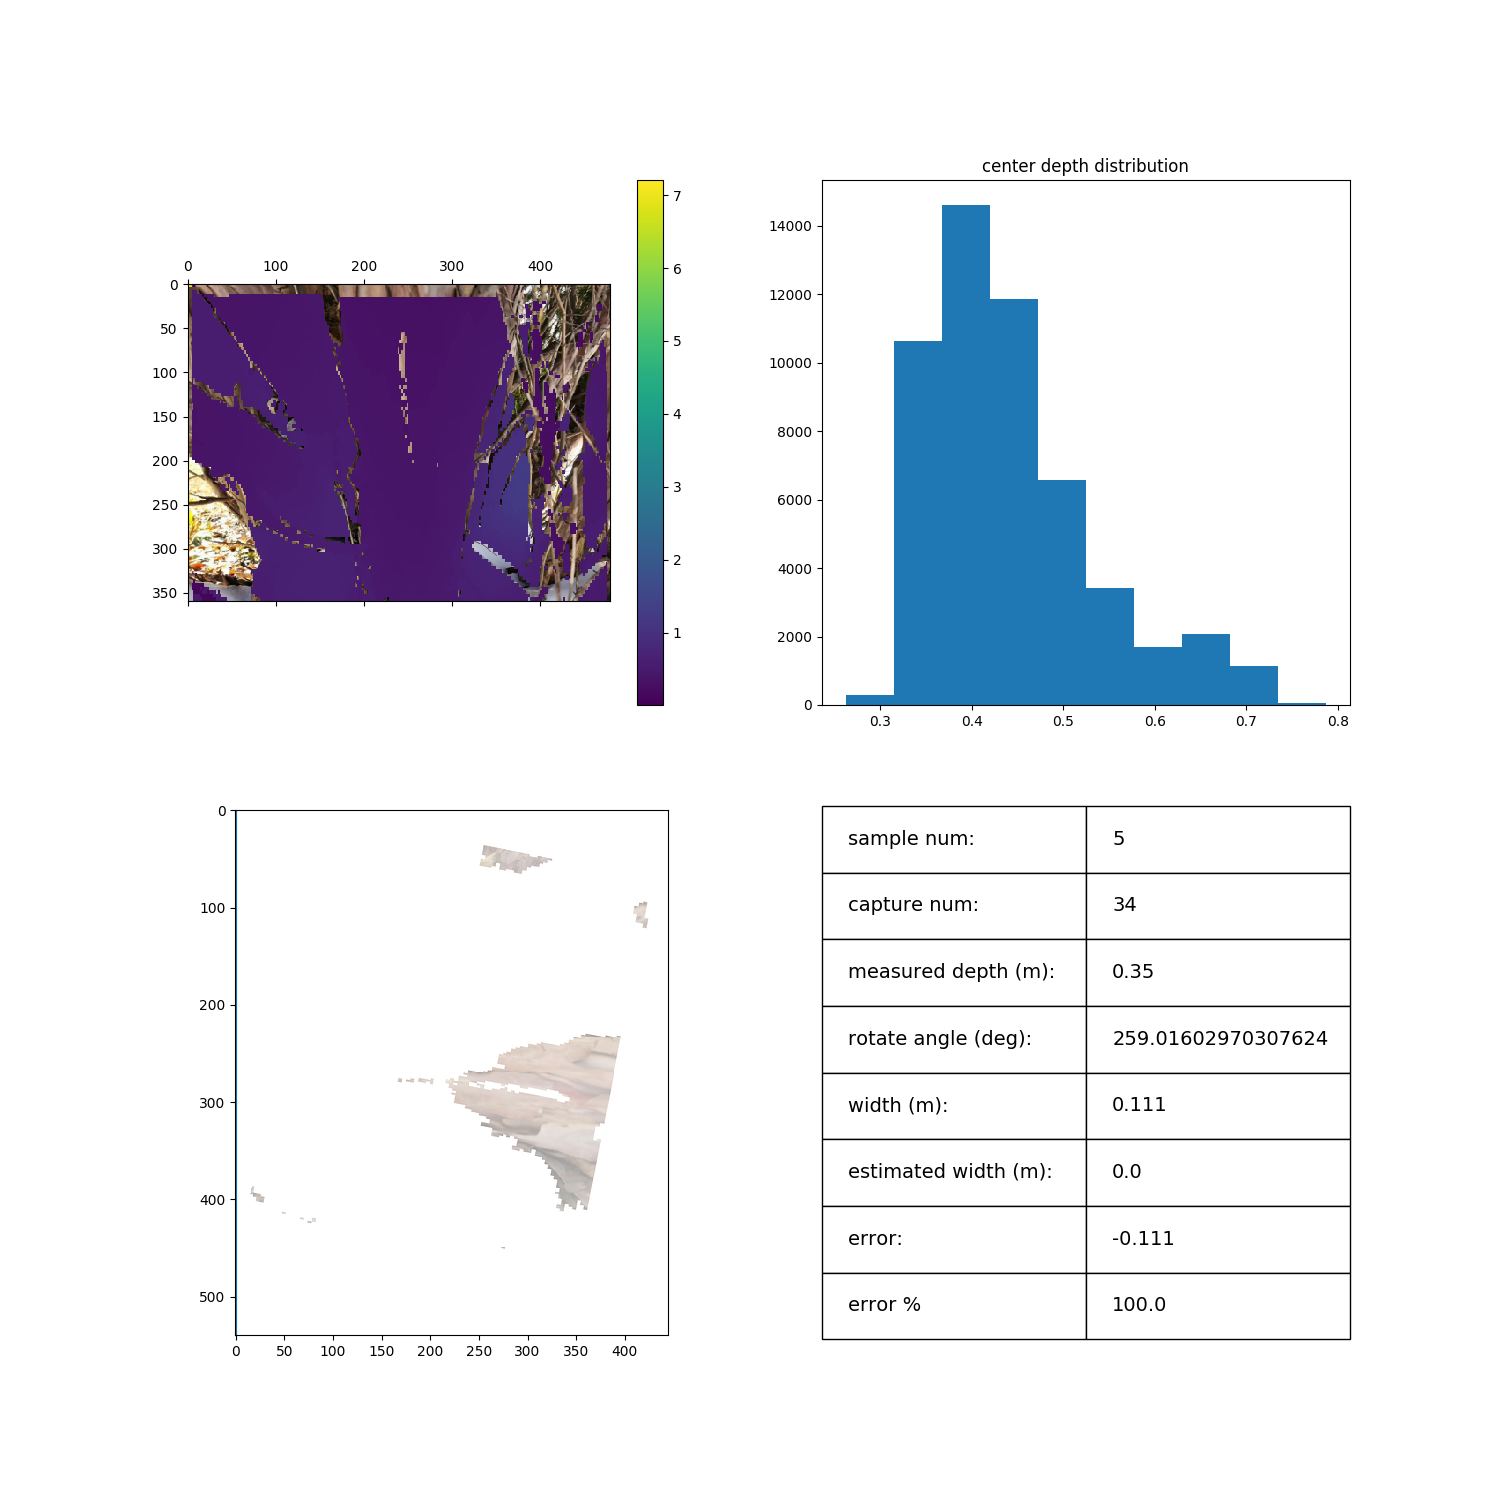 center depth distribution
0 100 200 300 400
0
50
100
150
200
250
300
350
7
6
5
4
3
2
1
14000
12000
10000
8000
6000
4000
2000
0
0.3 0.4 0.5 0.6 0.7 0.8
0
100
200
300
400
500
0 50 100 150 200 250 300 350 400
sample num: 5
capture num: 34
measured depth (m): 0.35
rotate angle (deg): 259.01602970307624
width (m): 0.111
estimated width (m): 0.0
error: -0.111
error % 100.0